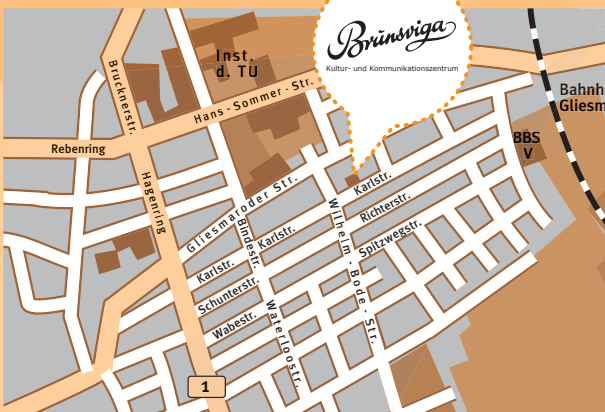 Brunsviga
Kultur- und Kommunikationszentrum
Inst.
d. TU
Brucknerstr.
Hans-Sommer-Str.
Bahnh
Gliesm
BBS
V
Rebenring
Hagenring
Gliesmaroder Str.
Karlstr.
Richterstr.
Wilhelm-Bode-Str.
Bindestr.
Karlstr.
Spitzwegstr.
Karlstr.
Schunterstr.
Wabestr.
Waterloostr.
1